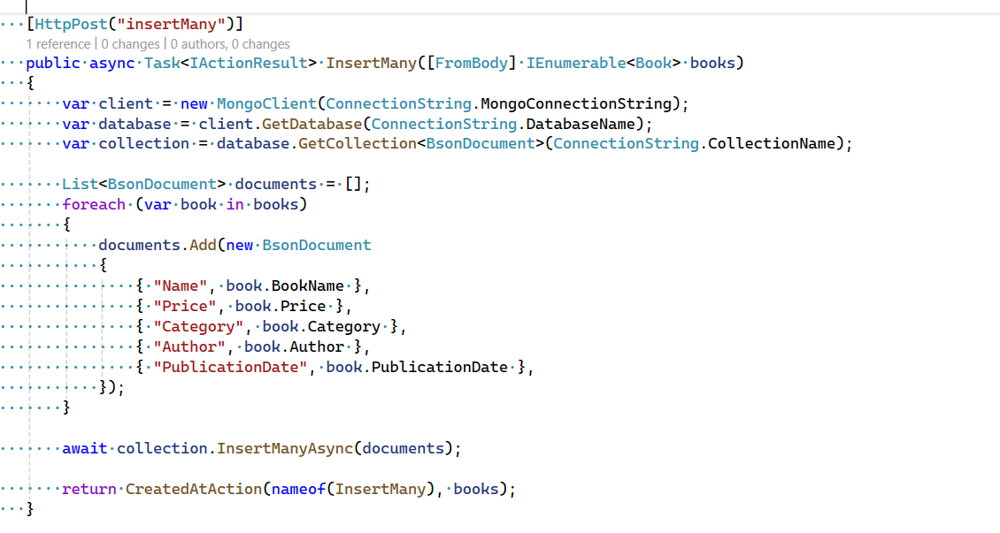 [HttpPost("insertMany")]
1 reference | 0 changes | 0 authors, 0 changes
public async Task<IActionResult> InsertMany([FromBody] IEnumerable<Book> books)
{
var client = new MongoClient(ConnectionString.MongoConnectionString);
var database = client.GetDatabase(ConnectionString.DatabaseName);
var collection = database.GetCollection<BsonDocument>(ConnectionString.CollectionName);
List<BsonDocument> documents = [];
foreach (var book in books)
{
documents.Add(new BsonDocument
{
{ "Name", book.BookName },
{ "Price", book.Price },
{ "Category", book.Category },
{ "Author", book.Author },
{ "PublicationDate", book.PublicationDate },
});
}
await collection.InsertManyAsync(documents);
return CreatedAtAction(nameof(InsertMany), books);
}